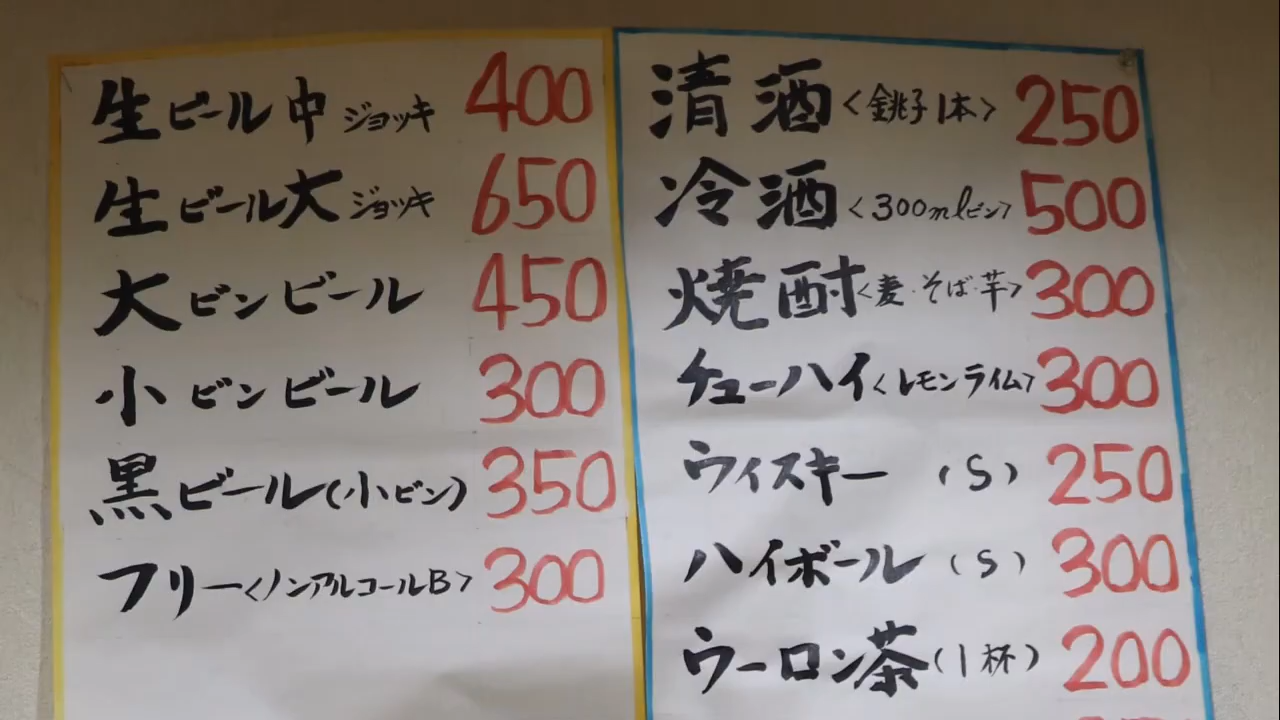 生ビール中ジョッキ 400
生ビール大ジョッキ 650
大ビンビール 450
小ビンビール 300
黒ビール(小ビン) 350
フリー<ノンアルコールB> 300
清酒<銚子1本> 250
冷酒<300mlビン> 500
焼酎<麦・そば・芋> 300
チューハイ<レモンライム> 300
ウィスキー (S) 250
ハイボール (S) 300
ウーロン茶(1杯) 200